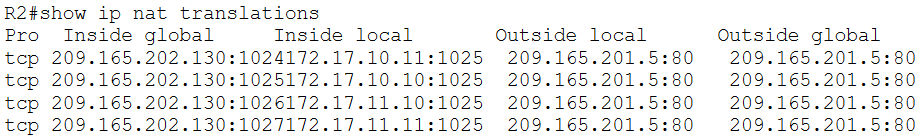 R2#show ip nat translations
Pro  Inside global     Inside local       Outside local      Outside global
tcp 209.165.202.130:1024172.17.10.11:1025  209.165.201.5:80   209.165.201.5:80
tcp 209.165.202.130:1025172.17.10.10:1025  209.165.201.5:80   209.165.201.5:80
tcp 209.165.202.130:1026172.17.11.10:1025  209.165.201.5:80   209.165.201.5:80
tcp 209.165.202.130:1027172.17.11.11:1025  209.165.201.5:80   209.165.201.5:80